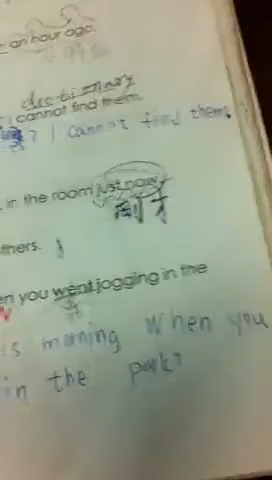 an hour ago.
dictionary
cannot find them.
? I cannot find them.
in the room just now
刚才
thers.
en you went jogging in the
is morning when you
in the park?